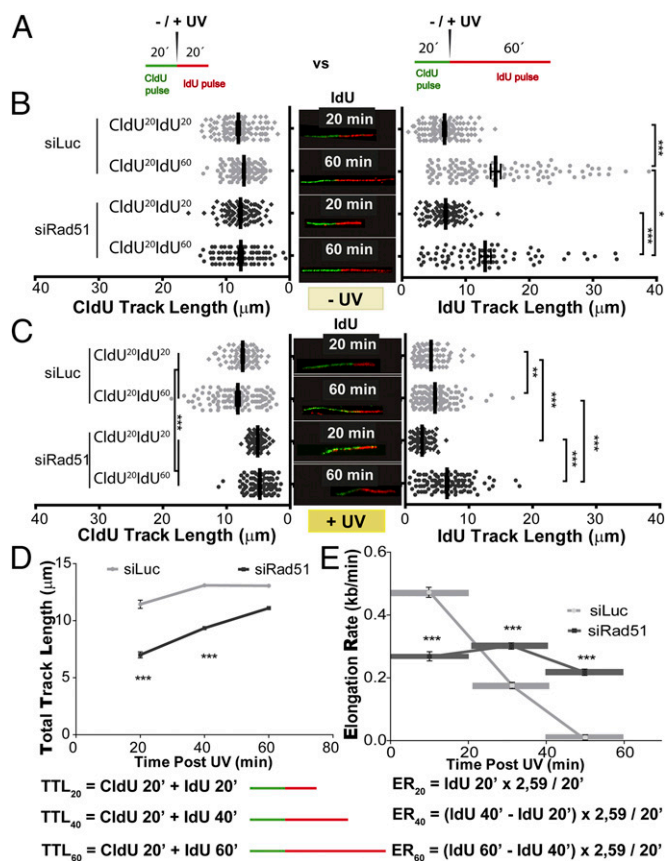 A
- / + UV
20´ 20´
CldU pulse
IdU pulse
vs
- / + UV
20´ 60´
CldU pulse
IdU pulse
B
siLuc
CldU²⁰IdU²⁰
CldU²⁰IdU⁶⁰
siRad51
CldU²⁰IdU²⁰
CldU²⁰IdU⁶⁰
IdU
20 min
60 min
20 min
60 min
***
*
***
***
40 30 20 10 0
CldU Track Length (μm)
- UV
0 10 20 30 40
IdU Track Length (μm)
C
siLuc
CldU²⁰IdU²⁰
CldU²⁰IdU⁶⁰
siRad51
CldU²⁰IdU²⁰
CldU²⁰IdU⁶⁰
***
IdU
20 min
60 min
20 min
60 min
**
***
***
***
40 30 20 10 0
CldU Track Length (μm)
+ UV
0 10 20 30 40
IdU Track Length (μm)
D
siLuc siRad51
Total Track Length (μm)
15
10
5
0
*** ***
20 40 60 80
Time Post UV (min)
E
siLuc
siRad51
Elongation Rate (kb/min)
0.6
0.4
0.2
0.0
*** *** ***
0 20 40 60
Time Post UV (min)
TTL₂₀ = CldU 20' + IdU 20'
TTL₄₀ = CldU 20' + IdU 40'
TTL₆₀ = CldU 20' + IdU 60'
ER₂₀ = IdU 20' x 2,59 / 20'
ER₄₀ = (IdU 40' - IdU 20') x 2,59 / 20'
ER₆₀ = (IdU 60' - IdU 40') x 2,59 / 20'